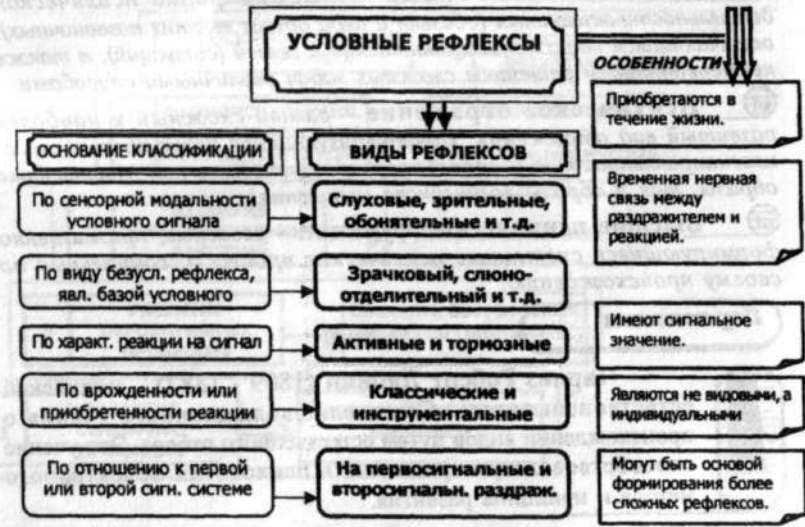 УСЛОВНЫЕ РЕФЛЕКСЫ
ОСОБЕННОСТИ
ОСНОВАНИЕ КЛАССИФИКАЦИИ
ВИДЫ РЕФЛЕКСОВ
По сенсорной модальности
условного сигнала
Слуховые, зрительные,
обонятельные и т.д.
По виду безусл. рефлекса,
явл. базой условного
Зрачковый, слюно-
отделительный и т.д.
По характ. реакции на сигнал
Активные и тормозные
По врожденности или
приобретенности реакции
Классические и
инструментальные
По отношению к первой
или второй сигн. системе
На первосигнальные и
второсигнальн. раздраж.
Приобретаются в
течение жизни.
Временная нервная
связь между
раздражителем и
реакцией.
Имеют сигнальное
значение.
Являются не видовыми, а
индивидуальными
Могут быть основой
формирования более
сложных рефлексов.